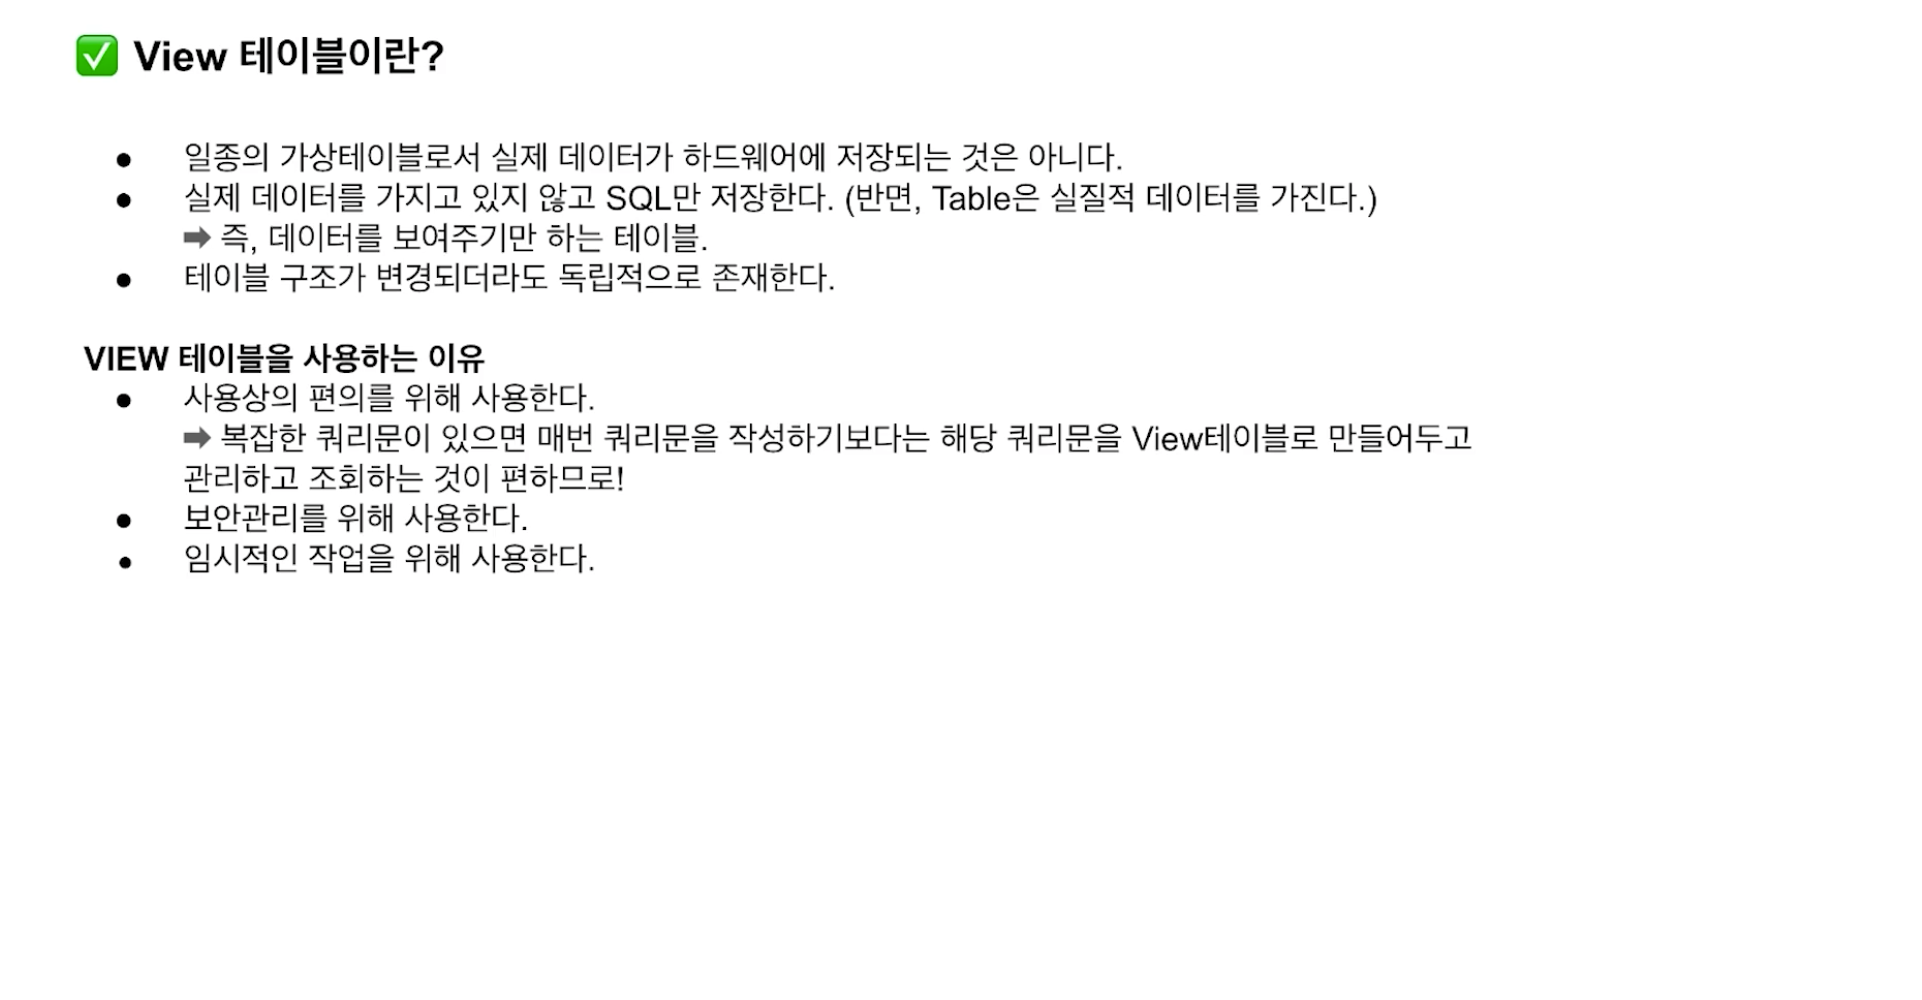 ✅ View 테이블이란?
● 일종의 가상테이블로서 실제 데이터가 하드웨어에 저장되는 것은 아니다.
● 실제 데이터를 가지고 있지 않고 SQL만 저장한다. (반면, Table은 실질적 데이터를 가진다.)
➡ 즉, 데이터를 보여주기만 하는 테이블.
● 테이블 구조가 변경되더라도 독립적으로 존재한다.
VIEW 테이블을 사용하는 이유
● 사용상의 편의를 위해 사용한다.
➡ 복잡한 쿼리문이 있으면 매번 쿼리문을 작성하기보다는 해당 쿼리문을 View테이블로 만들어두고
관리하고 조회하는 것이 편하므로!
● 보안관리를 위해 사용한다.
● 임시적인 작업을 위해 사용한다.